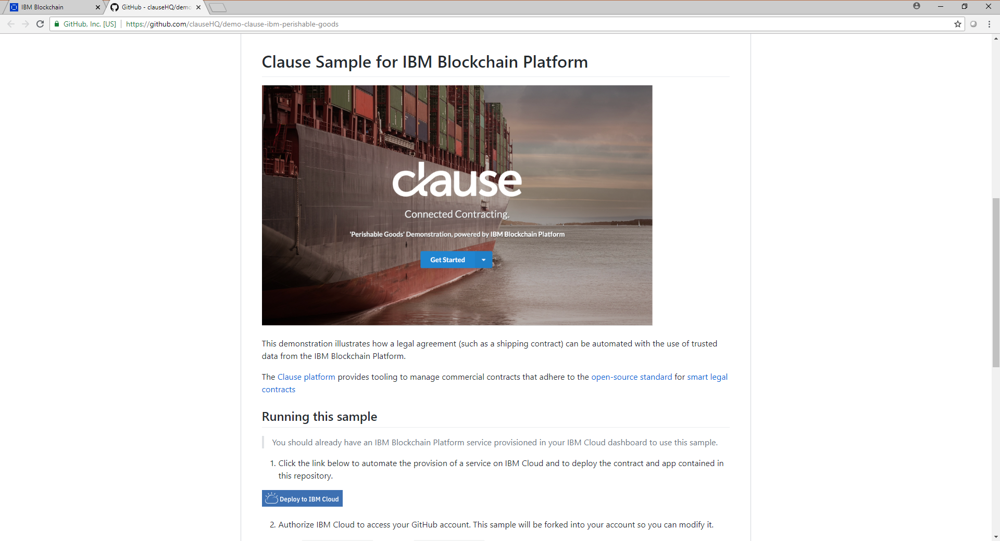 IBM Blockchain
GitHub - clauseHQ/demo
GitHub, Inc. [US]
https://github.com/clauseHQ/demo-clause-ibm-perishable-goods
Clause Sample for IBM Blockchain Platform
clause
Connected Contracting.
'Perishable Goods' Demonstration, powered by IBM Blockchain Platform
Get Started
This demonstration illustrates how a legal agreement (such as a shipping contract) can be automated with the use of trusted
data from the IBM Blockchain Platform.
The Clause platform provides tooling to manage commercial contracts that adhere to the open-source standard for smart legal
contracts
Running this sample
You should already have an IBM Blockchain Platform service provisioned in your IBM Cloud dashboard to use this sample.
1. Click the link below to automate the provision of a service on IBM Cloud and to deploy the contract and app contained in
this repository.
Deploy to IBM Cloud
2. Authorize IBM Cloud to access your GitHub account. This sample will be forked into your account so you can modify it.